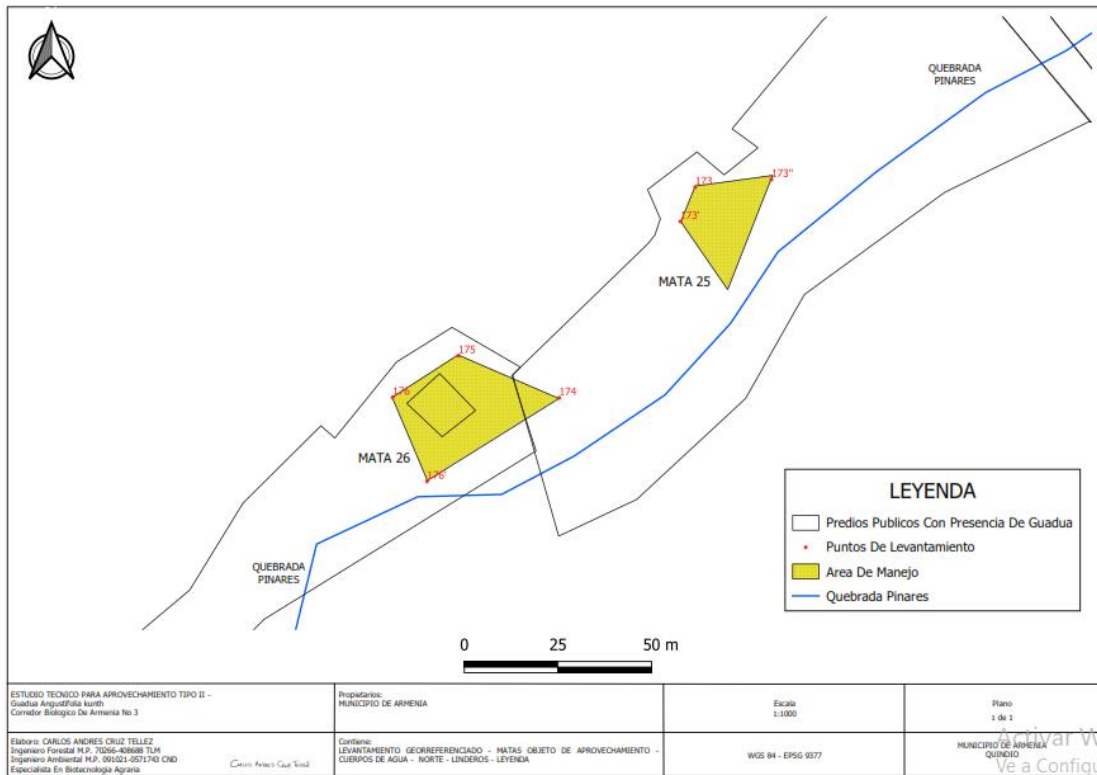 QUEBRADA
PINARES
173
173"
173'
MATA 25
175
176
174
MATA 26
176'
QUEBRADA
PINARES
LEYENDA
Predios Publicos Con Presencia De Guadua
Puntos De Levantamiento
Area De Manejo
Quebrada Pinares
0 25 50 m
ESTUDIO TECNICO PARA APROVECHAMIENTO TIPO II -
Guadua Angustifolia kunth
Corredor Biologico De Armenia No 3
Propietarios:
MUNICIPIO DE ARMENIA
Escala
1:1000
Plano
1 de 1
Elaboro: CARLOS ANDRES CRUZ TELLEZ
Ingeniero Forestal M.P. 70266-408688 TLM
Ingeniero Ambiental M.P. 091021-0571743 CND
Especialista En Biotecnologia Agraria
Carlos Andres Cruz Tellez
Contiene:
LEVANTAMIENTO GEORREFERENCIADO - MATAS OBJETO DE APROVECHAMIENTO -
CUERPOS DE AGUA - NORTE - LINDEROS - LEYENDA
WGS 84 - EPSG 9377
MUNICIPIO DE ARMENIA
QUINDIO
Activar W
Ve a Configu